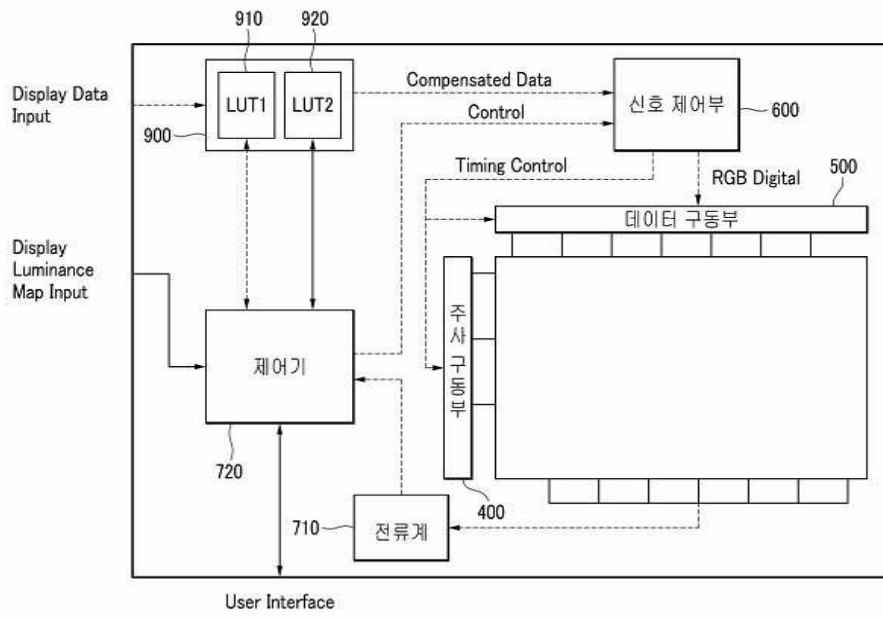 910
920
Display Data
Input
LUT1
LUT2
900
Compensated Data
Control
신호 제어부
600
Timing Control
RGB Digital
500
데이터 구동부
Display
Luminance
Map Input
주사 구동부
제어기
720
400
710
전류계
User Interface